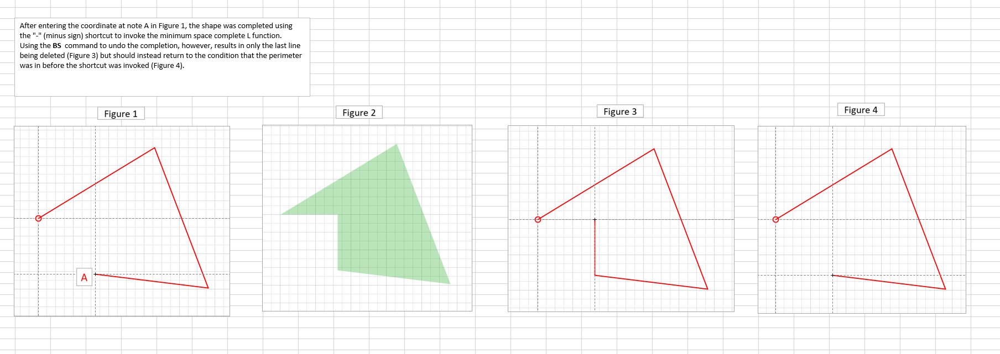 After entering the coordinate at note A in Figure 1, the shape was completed using
the "-" (minus sign) shortcut to invoke the minimum space complete L function.
Using the BS command to undo the completion, however, results in only the last line
being deleted (Figure 3) but should instead return to the condition that the perimeter
was in before the shortcut was invoked (Figure 4).
Figure 1
Figure 2
Figure 3
Figure 4
A